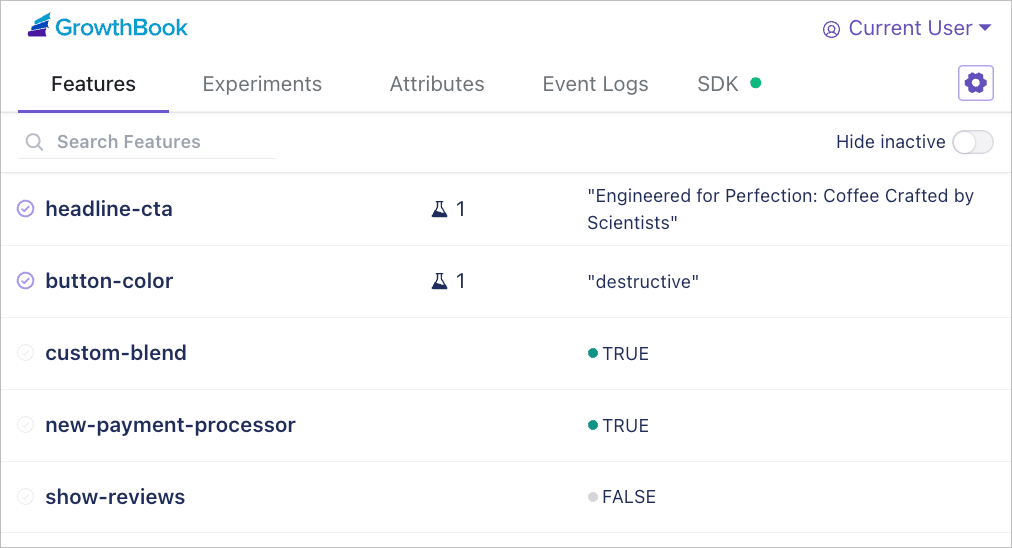 GrowthBook
Current User
Features
Experiments
Attributes
Event Logs
SDK
Search Features
Hide inactive
headline-cta
1
"Engineered for Perfection: Coffee Crafted by
Scientists"
button-color
1
"destructive"
custom-blend
TRUE
new-payment-processor
TRUE
show-reviews
FALSE